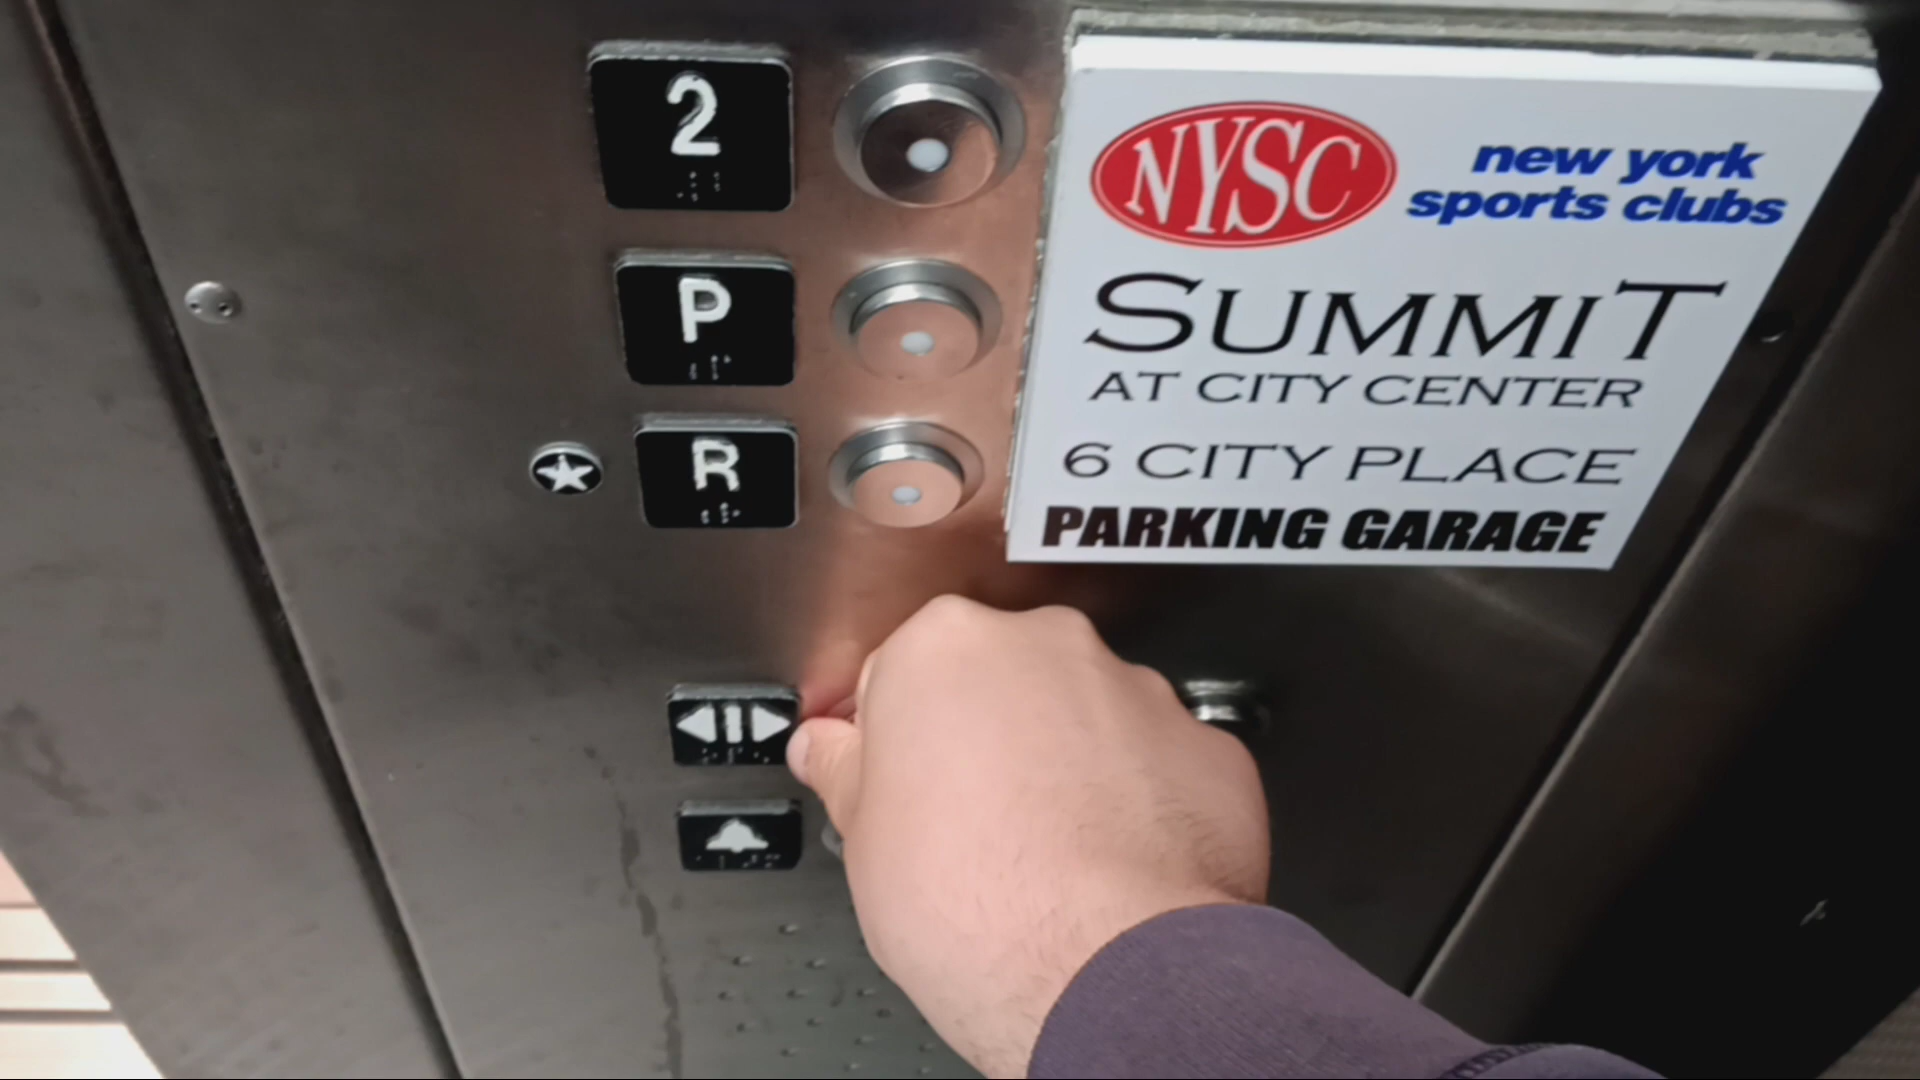 2
P
R
NYSC
new york
sports clubs
SUMMIT
AT CITY CENTER
6 CITY PLACE
PARKING GARAGE